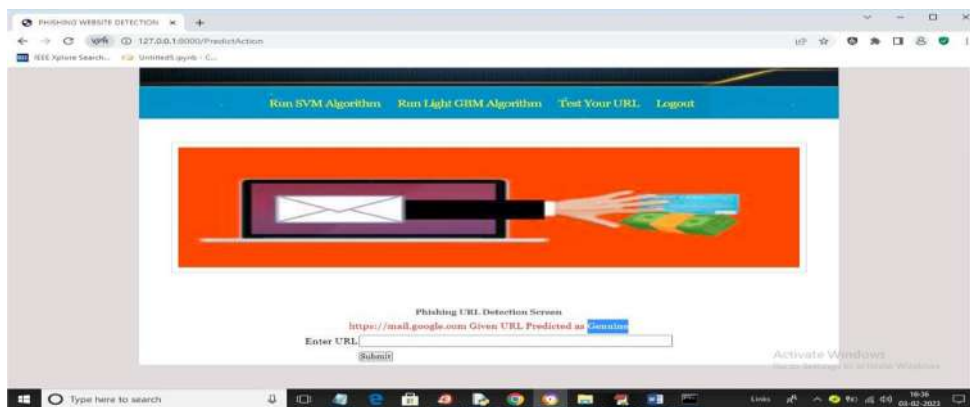 PHISHING WEBSITE DETECTION
127.0.0.1:8000/PredictAction
IEEE Xplore Search... Untitled5.ipynb - C...
Run SVM Algorithm Run Light GBM Algorithm Test Your URL Logout
Phishing URL Detection Screen
https://mail.google.com Given URL Predicted as Genuine
Enter URL
Submit
Activate Windows
Type here to search
Links
16:36
03-02-2023